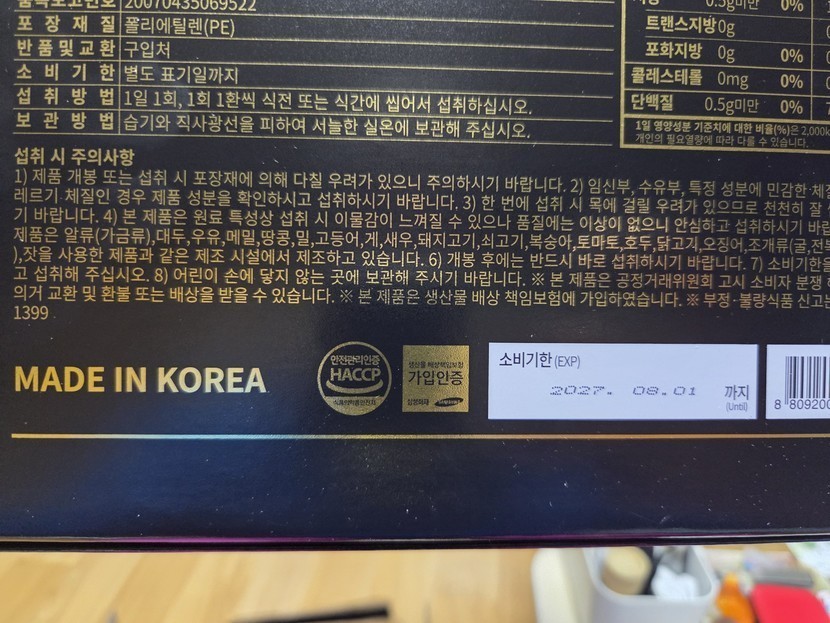 품목보고번호 20070435069522
포장재질 폴리에틸렌(PE)
반품및교환 구입처
소비기한 별도 표기일까지
섭취방법 1일 1회, 1회 1환씩 식전 또는 식간에 씹어서 섭취하십시오.
보관방법 습기와 직사광선을 피하여 서늘한 실온에 보관해 주십시오.
0.5g미만 0%
트랜스지방 0g
포화지방 0g 0%
콜레스테롤 0mg 0%
단백질 0.5g미만 0%
1일 영양성분 기준치에 대한 비율(%)은 2,000k
개인의 필요열량에 따라 다를 수 있습니다.
섭취 시 주의사항
1) 제품 개봉 또는 섭취 시 포장재에 의해 다칠 우려가 있으니 주의하시기 바랍니다. 2) 임신부, 수유부, 특정 성분에 민감한 체
레르기 체질인 경우 제품 성분을 확인하시고 섭취하시기 바랍니다. 3) 한 번에 섭취 시 목에 걸릴 우려가 있으므로 천천히 잘
기 바랍니다. 4) 본 제품은 원료 특성상 섭취 시 이물감이 느껴질 수 있으나 품질에는 이상이 없으니 안심하고 섭취하시기 바랍
제품은 알류(가금류),대두,우유,메밀,땅콩,밀,고등어,게,새우,돼지고기,쇠고기,복숭아,토마토,호두,닭고기,오징어,조개류(굴,전
),잣을 사용한 제품과 같은 제조 시설에서 제조하고 있습니다. 6) 개봉 후에는 반드시 바로 섭취하시기 바랍니다. 7) 소비기한을
고 섭취해 주십시오. 8) 어린이 손에 닿지 않는 곳에 보관해 주시기 바랍니다. ※ 본 제품은 공정거래위원회 고시 소비자 분쟁
의거 교환 및 환불 또는 배상을 받을 수 있습니다. ※ 본 제품은 생산물 배상 책임보험에 가입하였습니다. ※ 부정·불량식품 신고는
1399
MADE IN KOREA
안전관리인증
HACCP
식품의약품안전처
생산물 배상책임보험
가입인증
삼성화재
소비기한 (EXP)
2027. 08.01 까지
(Until)
8 809200